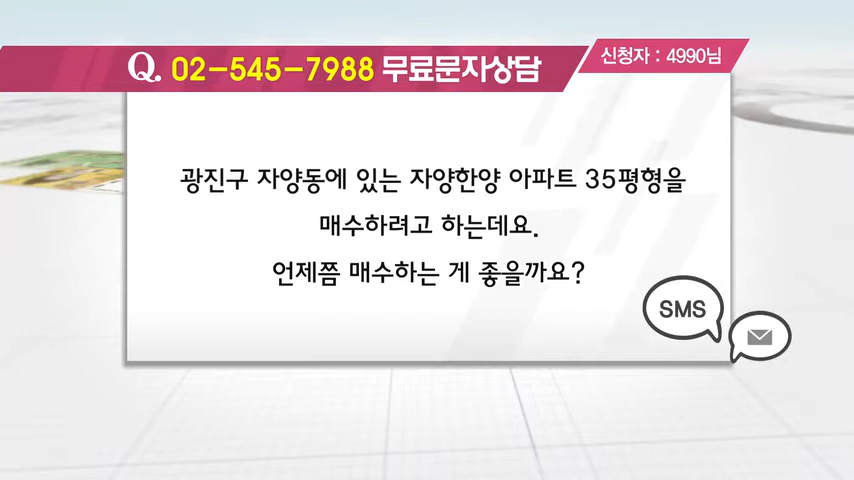 Q. 02-545-7988 무료문자상담
신청자 : 4990님
광진구 자양동에 있는 자양한양 아파트 35평형을
매수하려고 하는데요.
언제쯤 매수하는 게 좋을까요?
SMS